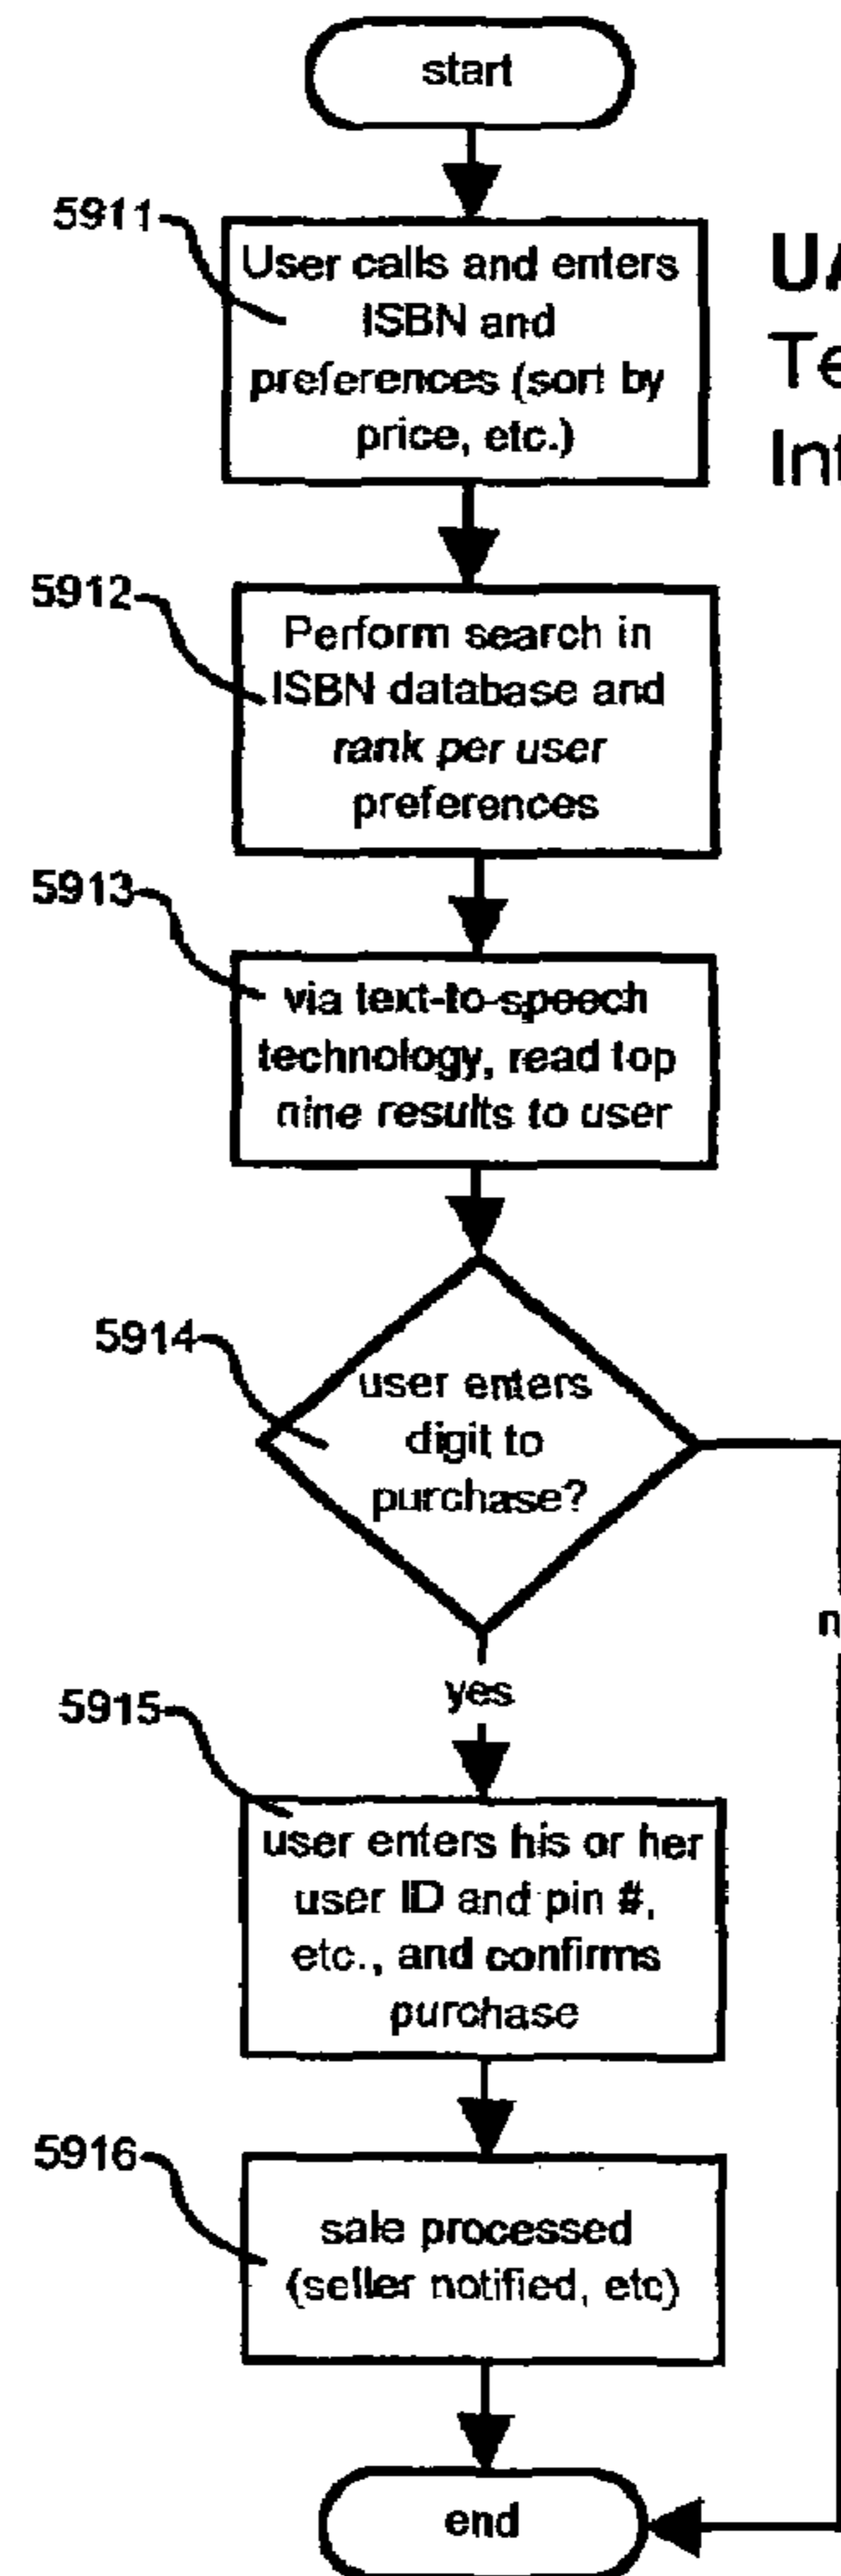 start
5911
User calls and enters
ISBN and
preferences (sort by
price, etc.)
5912
Perform search in
ISBN database and
rank per user
preferences
5913
via text-to-speech
technology, read top
nine results to user
5914
user enters
digit to
purchase?
yes
5915
user enters his or her
user ID and pin #,
etc., and confirms
purchase
5916
sale processed
(seller notified, etc)
end